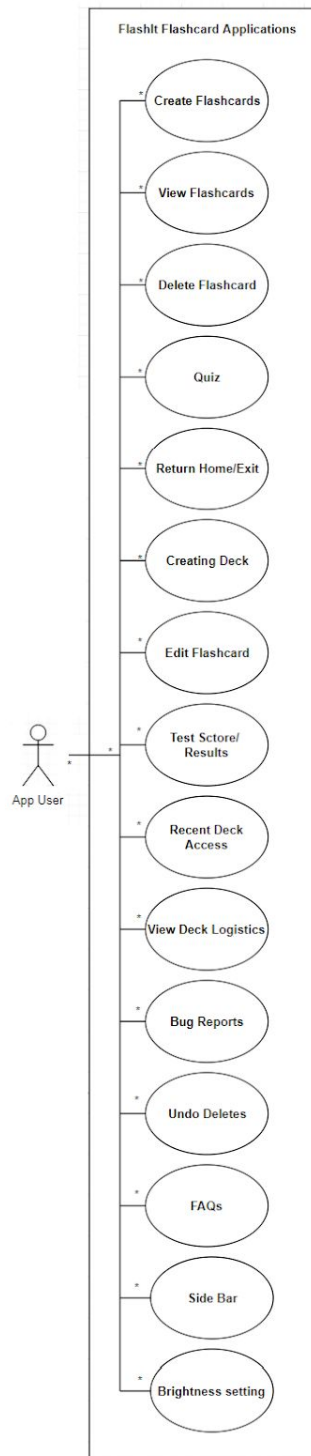 FlashIt Flashcard Applications
*
Create Flashcards
*
View Flashcards
*
Delete Flashcard
*
Quiz
*
Return Home/Exit
*
Creating Deck
*
Edit Flashcard
*
Test Sctore/
Results
*
*
App User
*
Recent Deck
Access
*
View Deck Logistics
*
Bug Reports
*
Undo Deletes
*
FAQs
*
Side Bar
*
Brightness setting